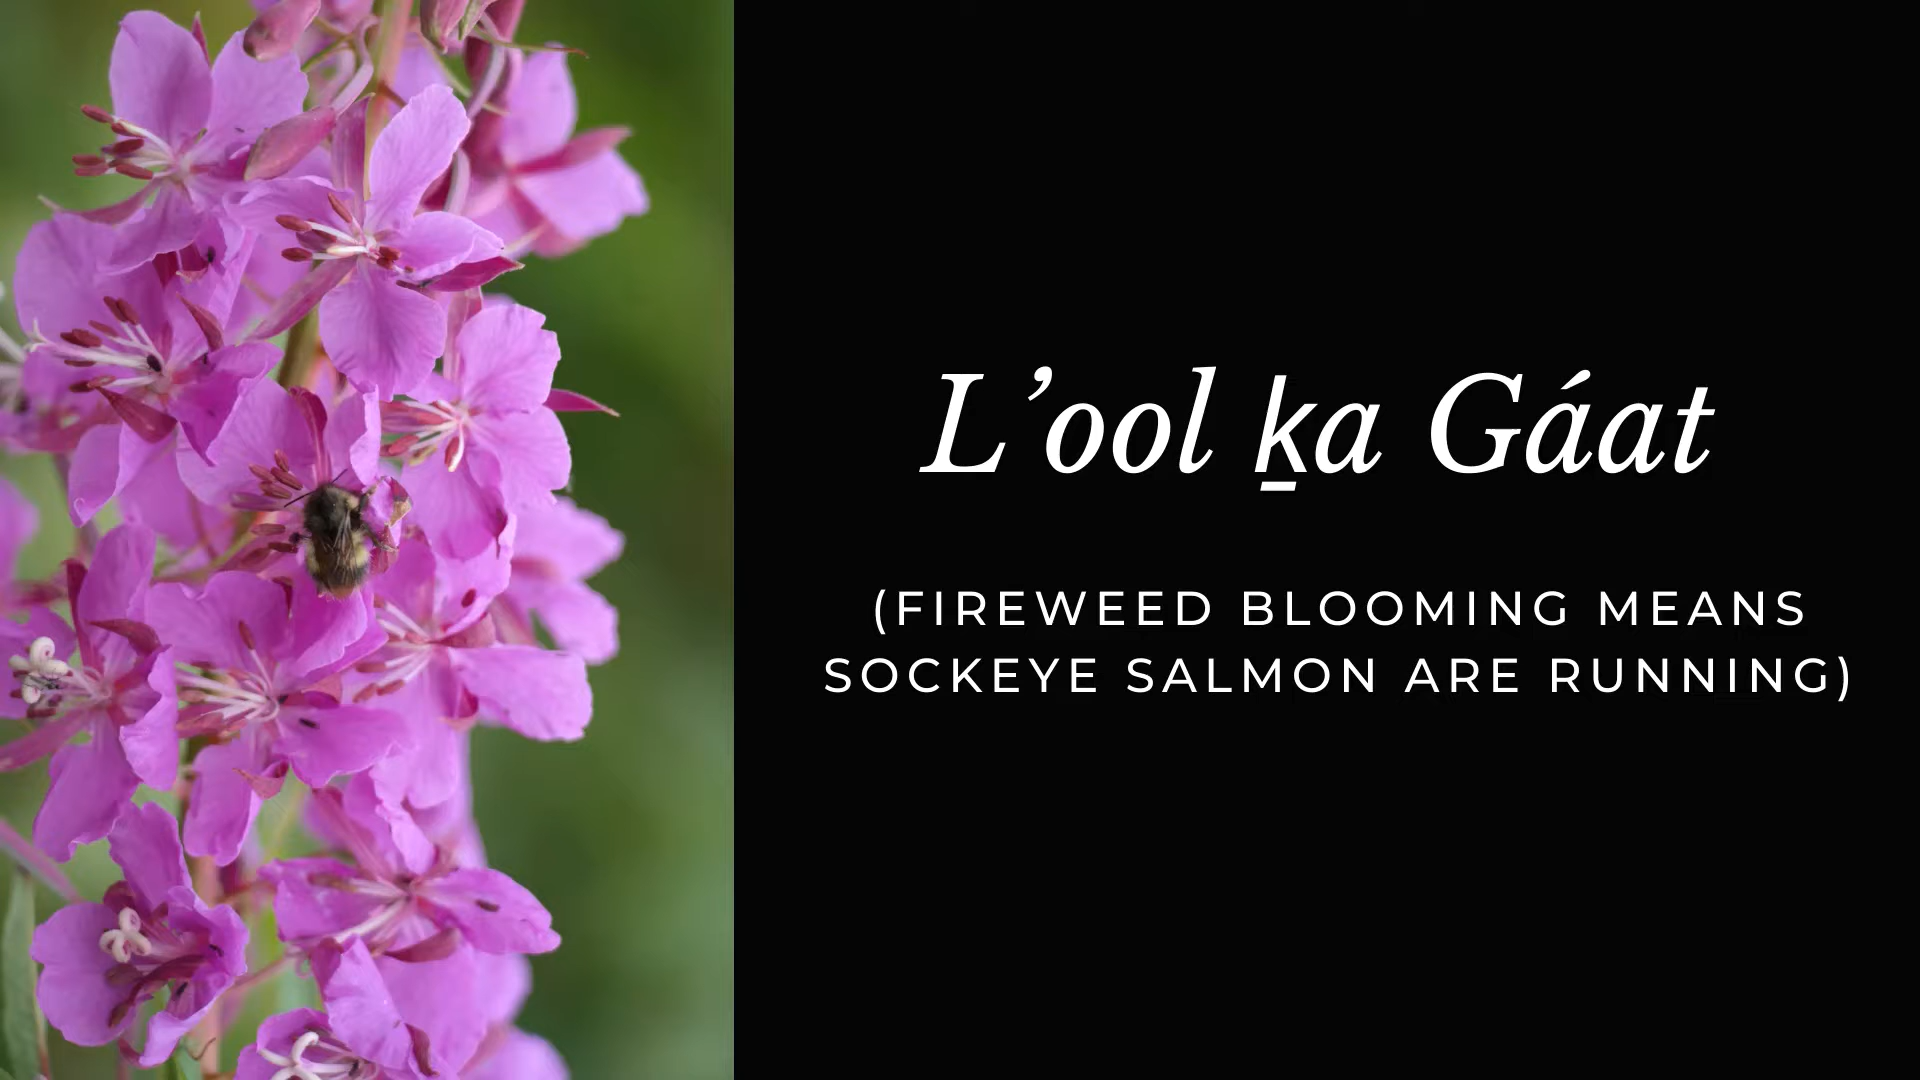 L’ool ḵa Gáat
(FIREWEED BLOOMING MEANS
SOCKEYE SALMON ARE RUNNING)